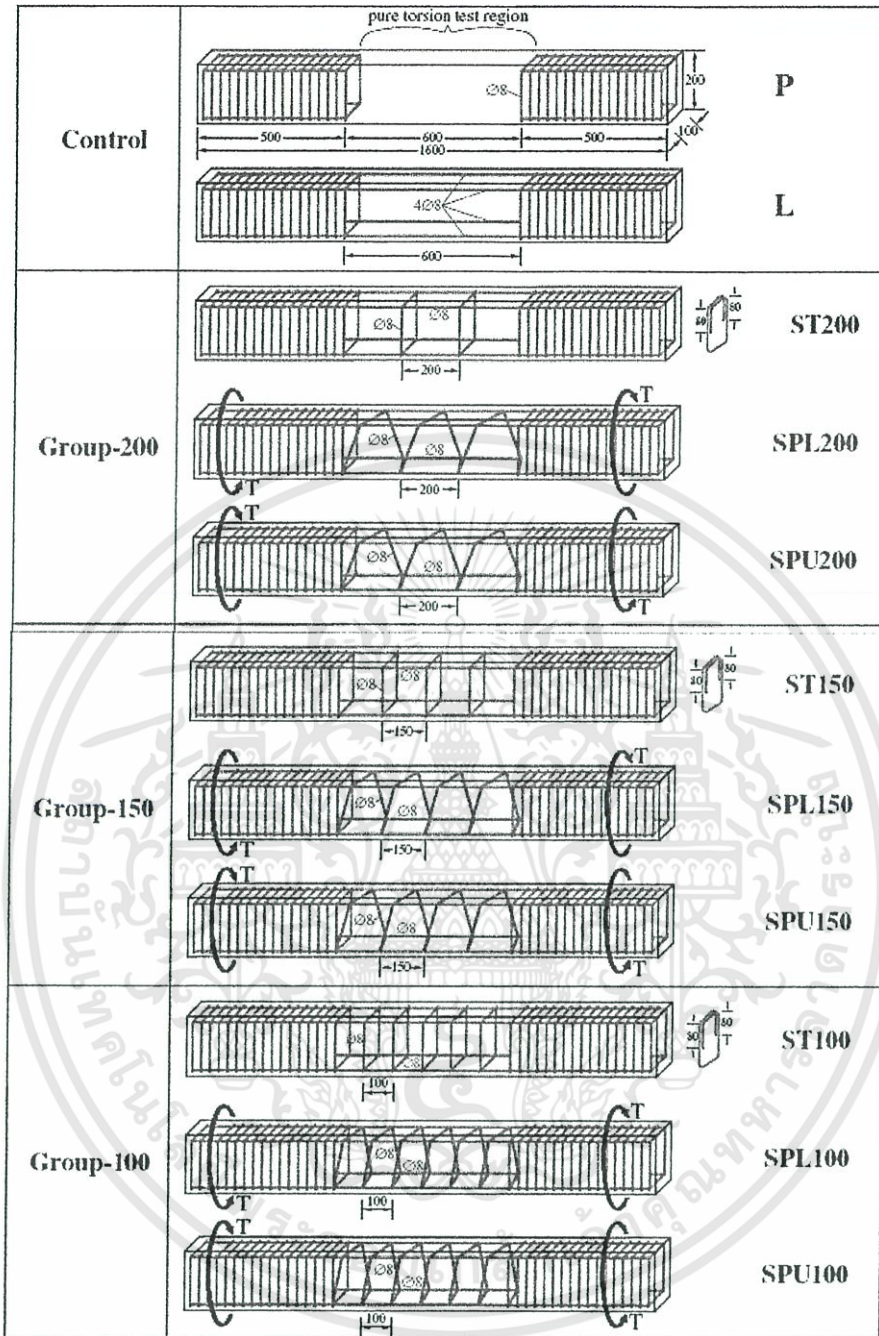 pure torsion test region
Control
Ø8
200
P
500
600
500
100
1600
4Ø8
L
600
Group-200
Ø8
Ø8
200
80
80
ST200
T
Ø8
Ø8
T
200
SPL200
T
Ø8
Ø8
T
200
SPU200
Group-150
Ø8
Ø8
150
80
80
ST150
T
Ø8
Ø8
T
150
SPL150
T
Ø8
Ø8
T
150
SPU150
Group-100
Ø8
Ø8
100
80
80
ST100
T
Ø8
Ø8
T
100
SPL100
T
Ø8
Ø8
T
100
SPU100